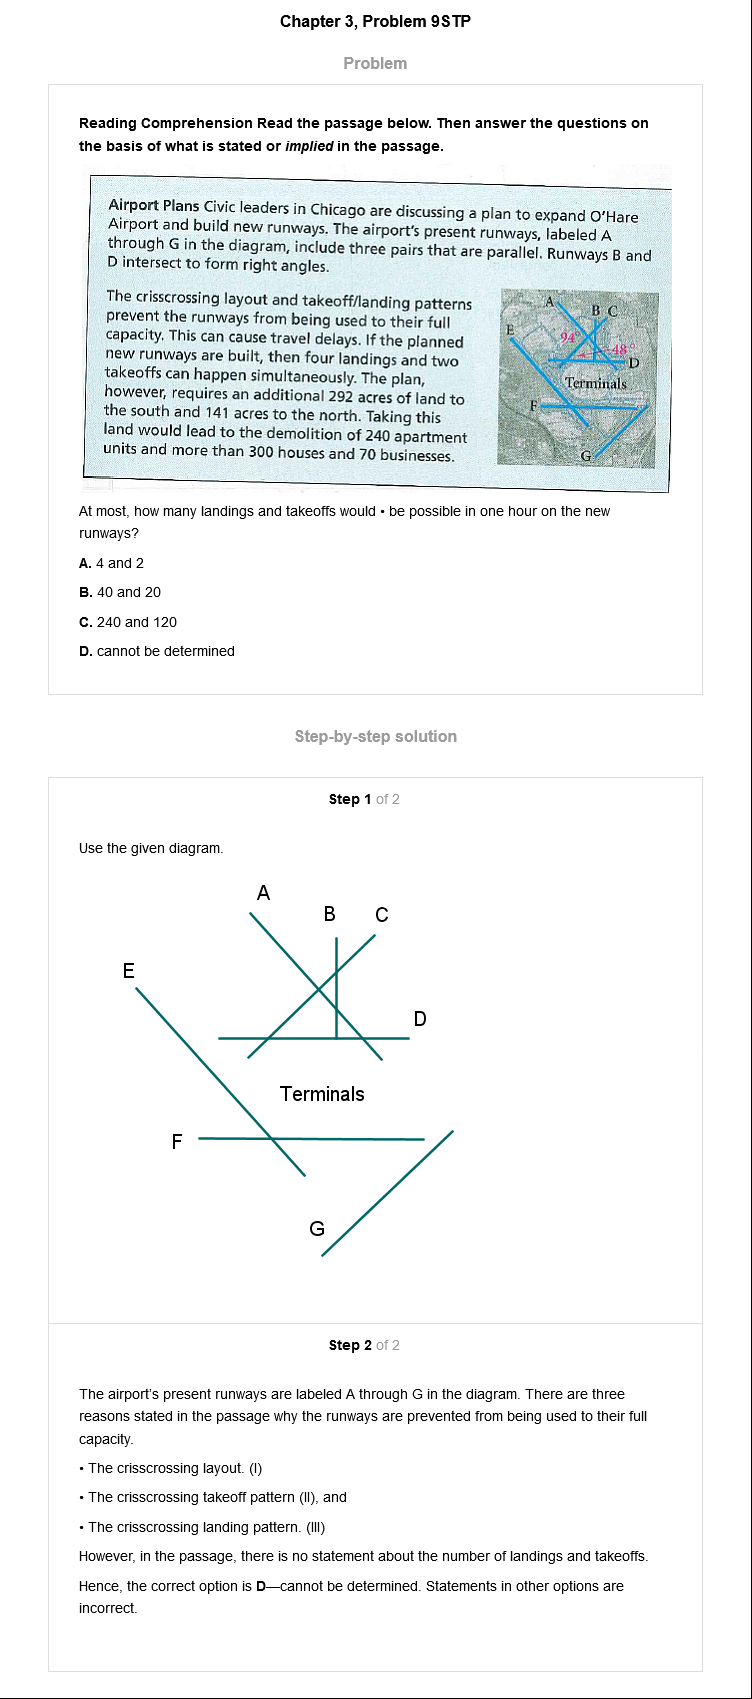 Chapter 3, Problem 9STP
Problem
Reading Comprehension Read the passage below. Then answer the questions on
the basis of what is stated or implied in the passage.
Airport Plans Civic leaders in Chicago are discussing a plan to expand O'Hare
Airport and build new runways. The airport's present runways, labeled A
through G in the diagram, include three pairs that are parallel. Runways B and
D intersect to form right angles.
The crisscrossing layout and takeoff/landing patterns
prevent the runways from being used to their full
capacity. This can cause travel delays. If the planned
new runways are built, then four landings and two
takeoffs can happen simultaneously. The plan,
however, requires an additional 292 acres of land to
the south and 141 acres to the north. Taking this
land would lead to the demolition of 240 apartment
units and more than 300 houses and 70 businesses.
A
B C
E
94°
48°
D
Terminals
F
G
At most, how many landings and takeoffs would • be possible in one hour on the new
runways?
A. 4 and 2
B. 40 and 20
C. 240 and 120
D. cannot be determined
Step-by-step solution
Step 1 of 2
Use the given diagram.
A
B C
E
D
Terminals
F
G
Step 2 of 2
The airport's present runways are labeled A through G in the diagram. There are three
reasons stated in the passage why the runways are prevented from being used to their full
capacity.
• The crisscrossing layout. (I)
• The crisscrossing takeoff pattern (II), and
• The crisscrossing landing pattern. (III)
However, in the passage, there is no statement about the number of landings and takeoffs.
Hence, the correct option is D—cannot be determined. Statements in other options are
incorrect.